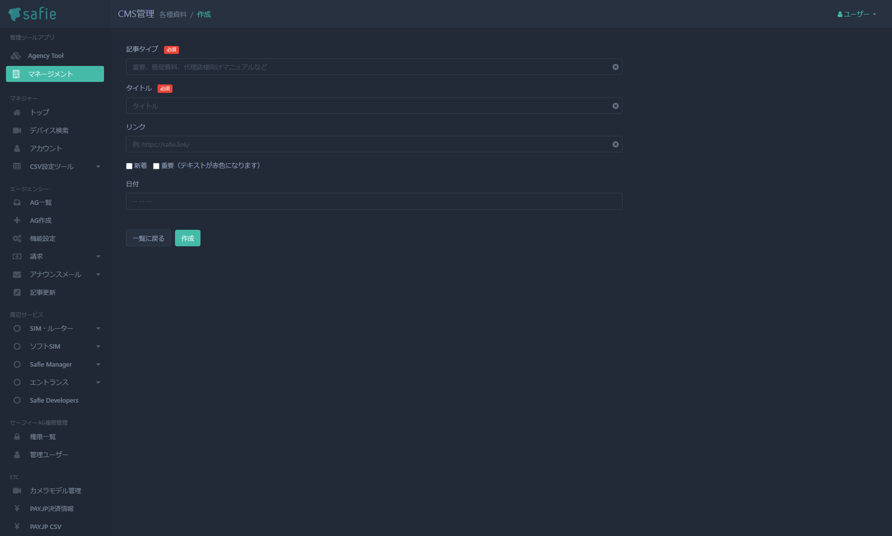 safie
CMS管理 各種資料 / 作成
ユーザー
管理ツールアプリ
Agency Tool
マネージメント
マネジャー
トップ
デバイス検索
アカウント
CSV設定ツール
エージェンシー
AG一覧
AG作成
機能設定
請求
アナウンスメール
記事更新
周辺サービス
SIM・ルーター
ソフトSIM
Safie Manager
エントランス
Safie Developers
セーフィーAG権限管理
権限一覧
管理ユーザー
ETC
カメラモデル管理
PAY.JP決済情報
PAY.JP CSV
記事タイプ 必須
重要、基礎資料、代理店様向けマニュアルなど
タイトル 必須
タイトル
リンク
例: https://safie.link/
新着 重要（テキストが赤色になります）
日付
一覧に戻る 作成